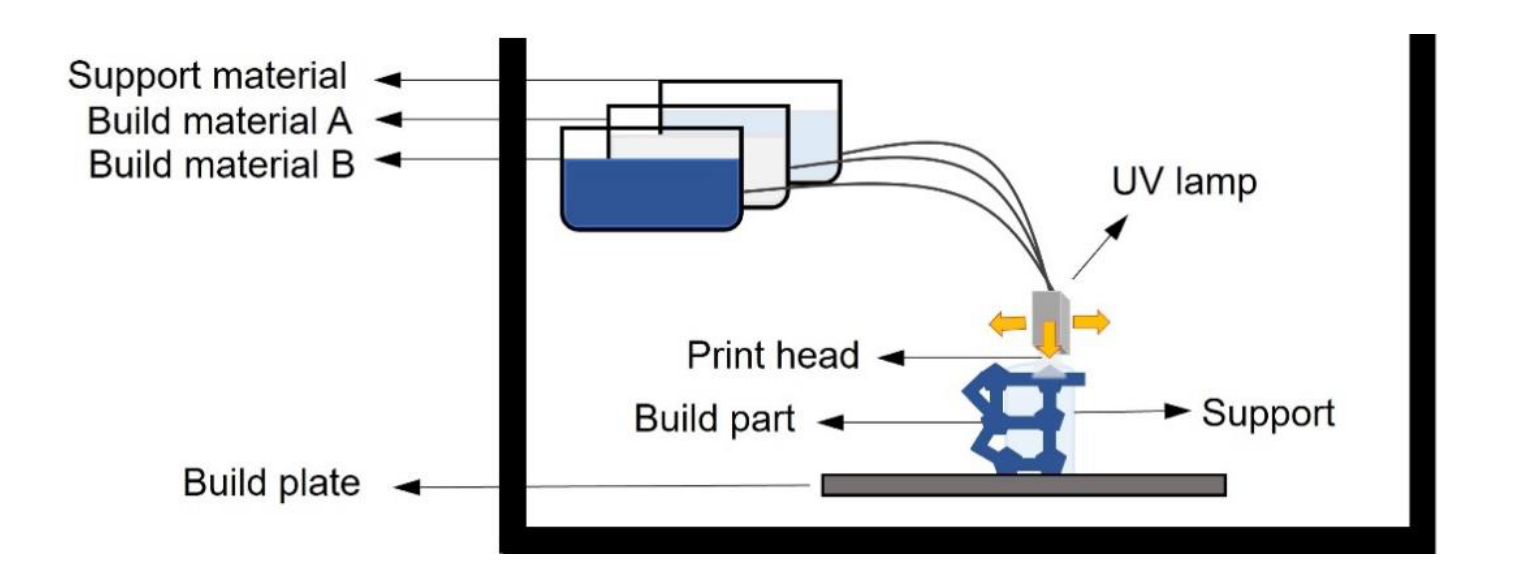 Support material
Build material A
Build material B
UV lamp
Print head
Build part
Support
Build plate